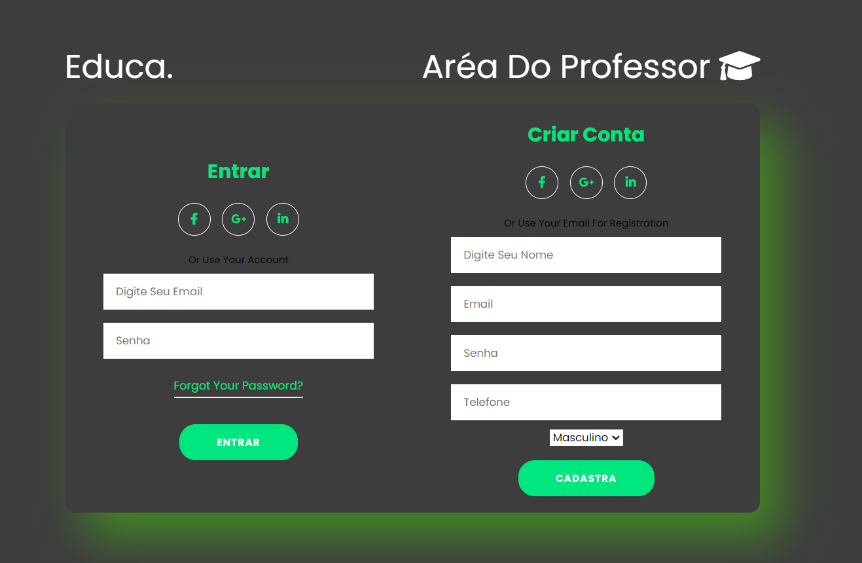 Educa.
Aréa Do Professor
Entrar
G+
in
Or Use Your Account
Digite Seu Email
Senha
Forgot Your Password?
ENTRAR
Criar Conta
G+
in
Or Use Your Email For Registration
Digite Seu Nome
Email
Senha
Telefone
Masculino
CADASTRA